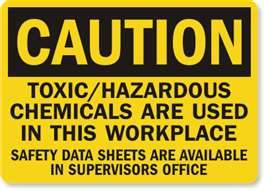 CAUTION
TOXIC/HAZARDOUS
CHEMICALS ARE USED
IN THIS WORKPLACE
SAFETY DATA SHEETS ARE AVAILABLE
IN SUPERVISORS OFFICE